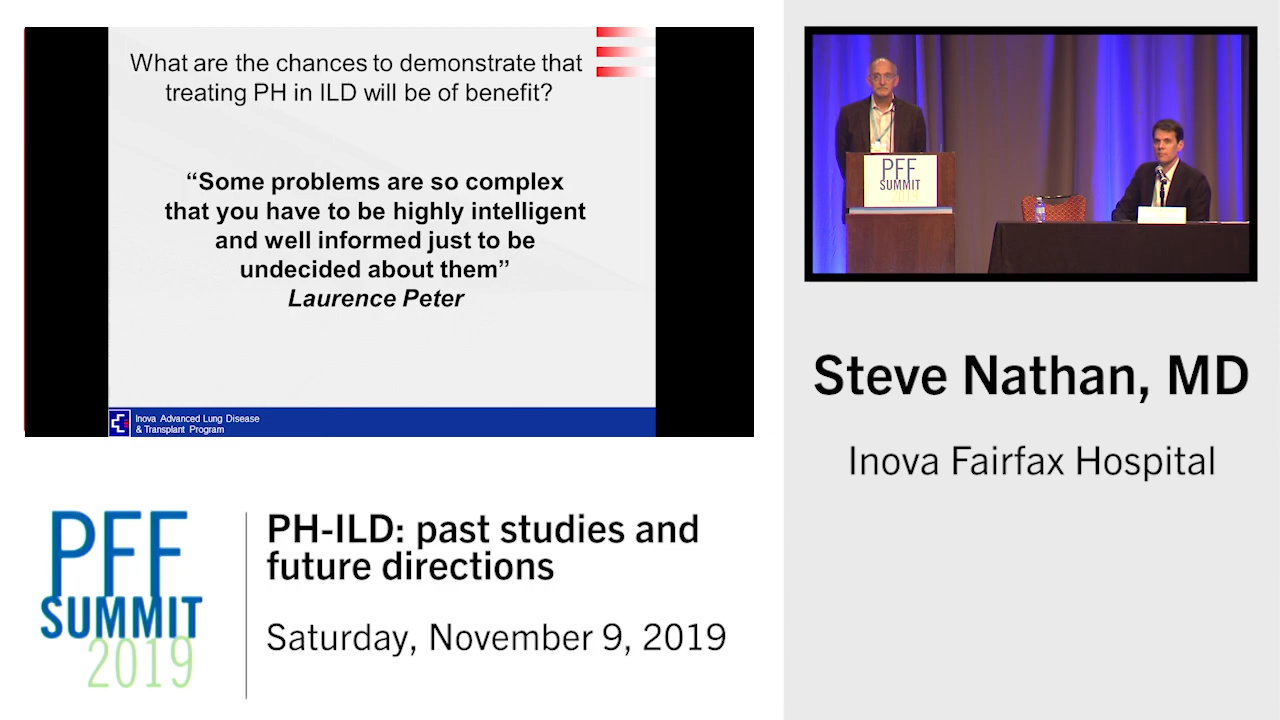 What are the chances to demonstrate that
treating PH in ILD will be of benefit?
“Some problems are so complex
that you have to be highly intelligent
and well informed just to be
undecided about them”
Laurence Peter
Inova Advanced Lung Disease
& Transplant Program
PFF
SUMMIT
2019
Steve Nathan, MD
Inova Fairfax Hospital
PFF
SUMMIT
2019
PH-ILD: past studies and
future directions
Saturday, November 9, 2019